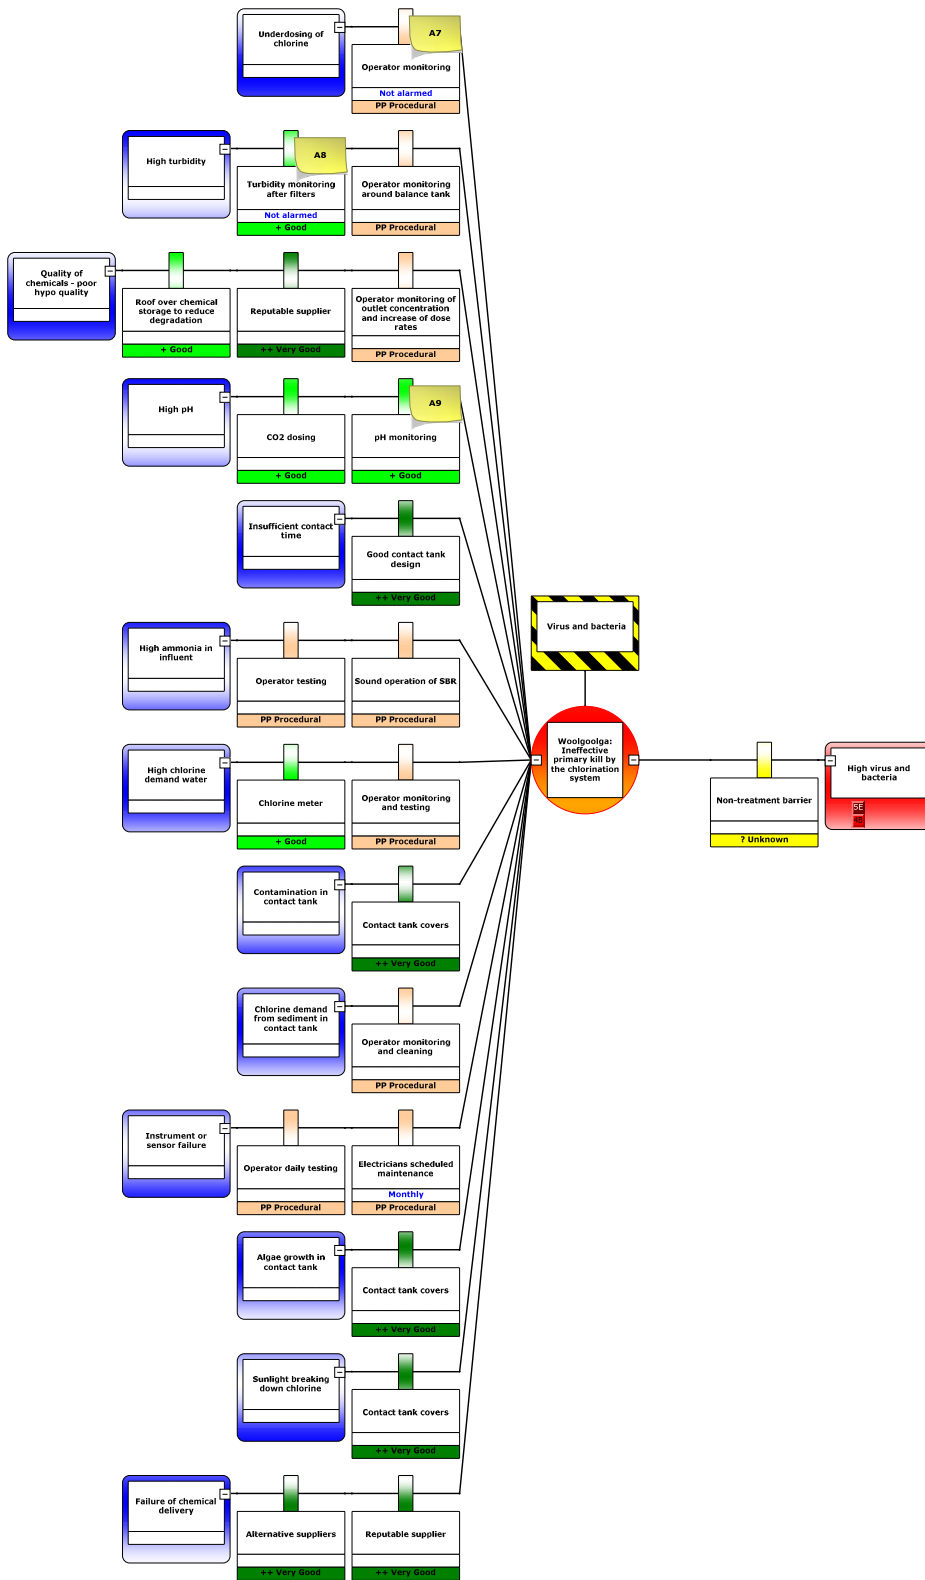 Underdosing of
chlorine
A7
Operator monitoring
Not alarmed
PP Procedural
High turbidity
A8
Turbidity monitoring
after filters
Not alarmed
+ Good
Operator monitoring
around balance tank
PP Procedural
Quality of
chemicals - poor
hypo quality
Roof over chemical
storage to reduce
degradation
+ Good
Reputable supplier
++ Very Good
Operator monitoring of
outlet concentration
and increase of dose
rates
PP Procedural
High pH
CO2 dosing
+ Good
A9
pH monitoring
+ Good
Insufficient contact
time
Good contact tank
design
++ Very Good
High ammonia in
influent
Operator testing
PP Procedural
Sound operation of SBR
PP Procedural
High chlorine
demand water
Chlorine meter
+ Good
Operator monitoring
and testing
PP Procedural
Contamination in
contact tank
Contact tank covers
++ Very Good
Chlorine demand
from sediment in
contact tank
Operator monitoring
and cleaning
PP Procedural
Instrument or
sensor failure
Operator daily testing
PP Procedural
Electricians scheduled
maintenance
Monthly
PP Procedural
Algae growth in
contact tank
Contact tank covers
++ Very Good
Sunlight breaking
down chlorine
Contact tank covers
++ Very Good
Failure of chemical
delivery
Alternative suppliers
++ Very Good
Reputable supplier
++ Very Good
Virus and bacteria
Woolgoolga:
Ineffective
primary kill by
the chlorination
system
Non-treatment barrier
? Unknown
High virus and
bacteria
5E